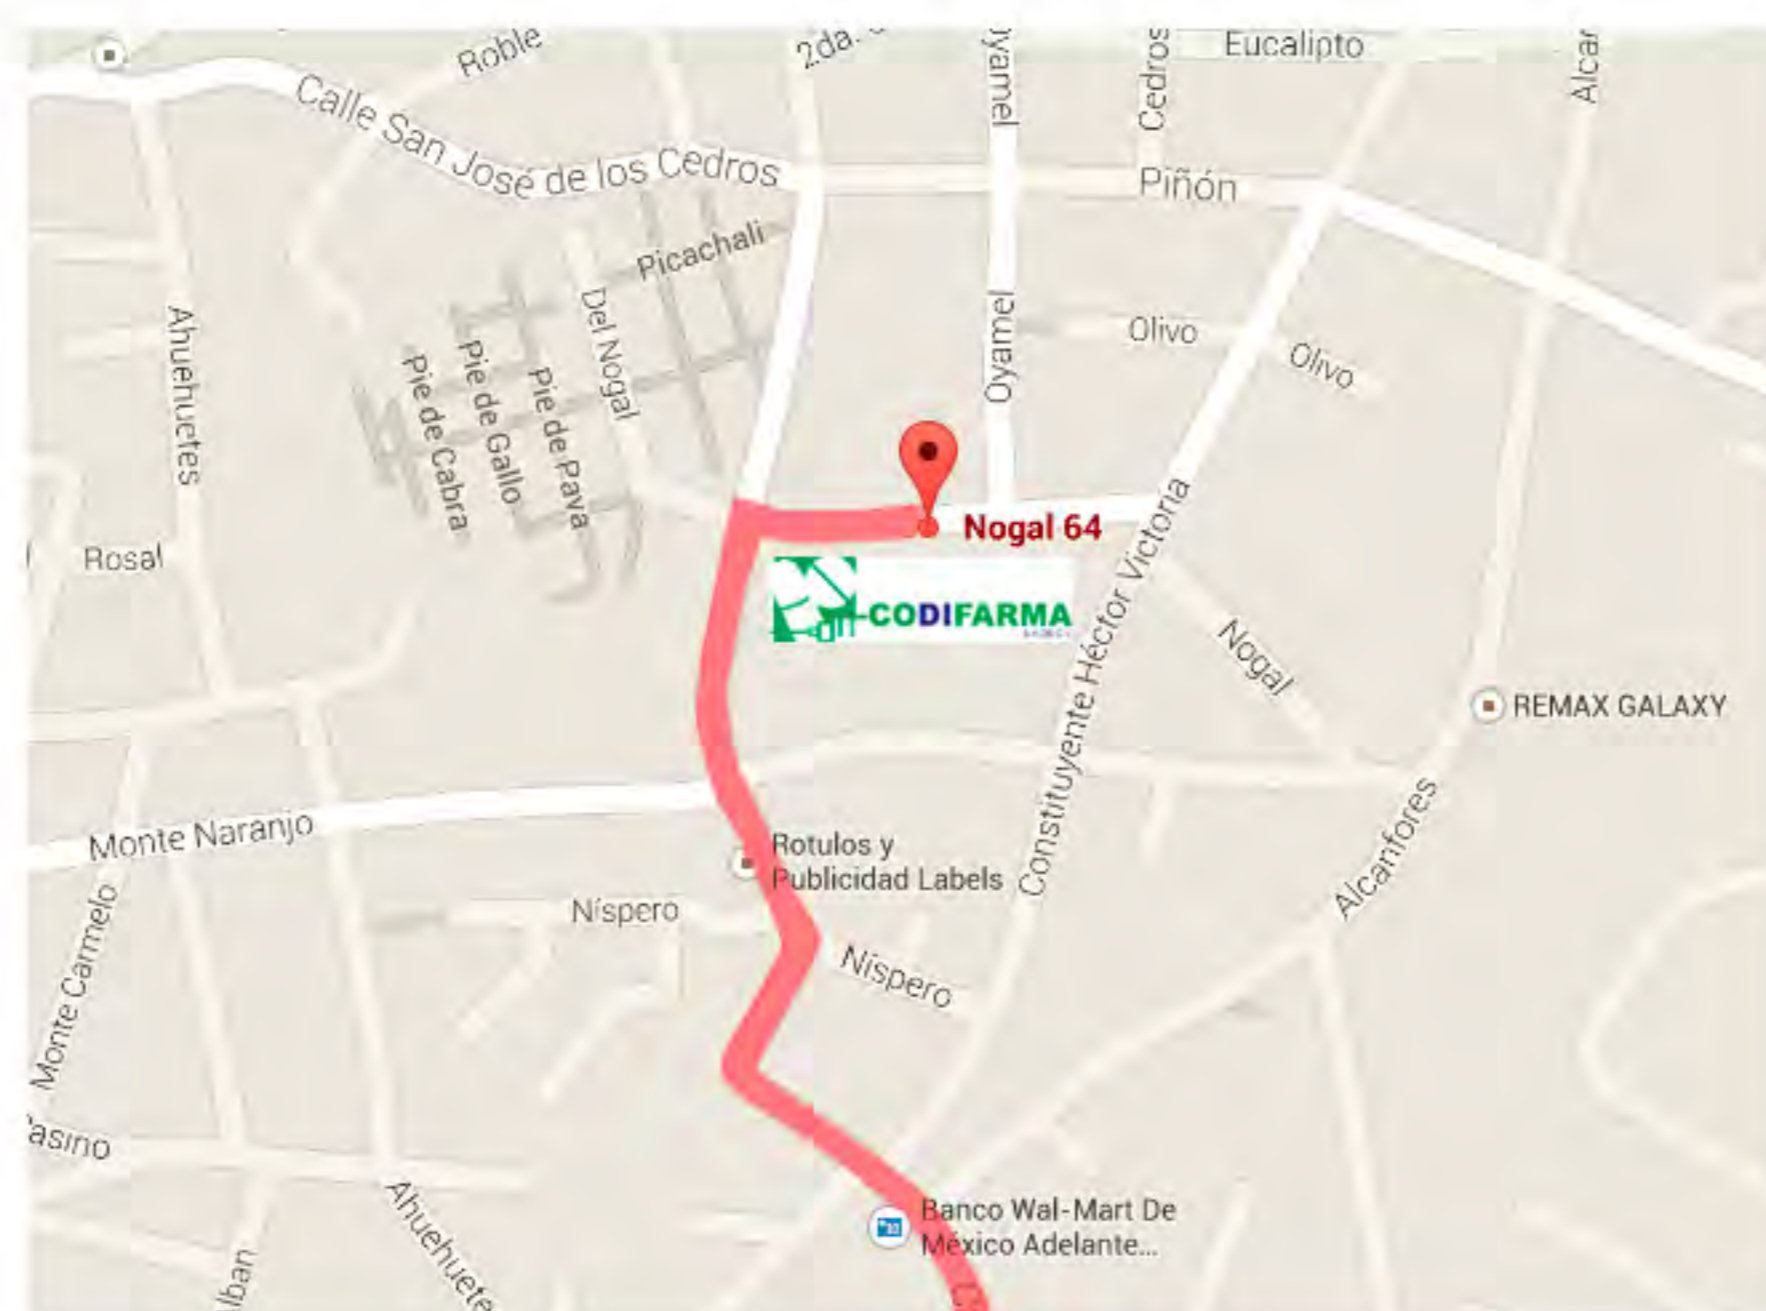 Roble
2da.
Oyamel
Cedros
Eucalipto
Calle San José de los Cedros
Piñón
Picachali
Del Nogal
Ahuehuetes
Pie de Cabra
Pie de Gallo
Pie de Pava
Oyamel
Olivo
Olivo
Nogal 64
Rosal
CODIFARMA
Constituyente Héctor Victoria
Nogal
REMAX GALAXY
Monte Naranjo
Rotulos y
Publicidad Labels
Alcanfores
Monte Carmelo
Níspero
Níspero
Ahuehuete
Banco Wal-Mart De
México Adelante...